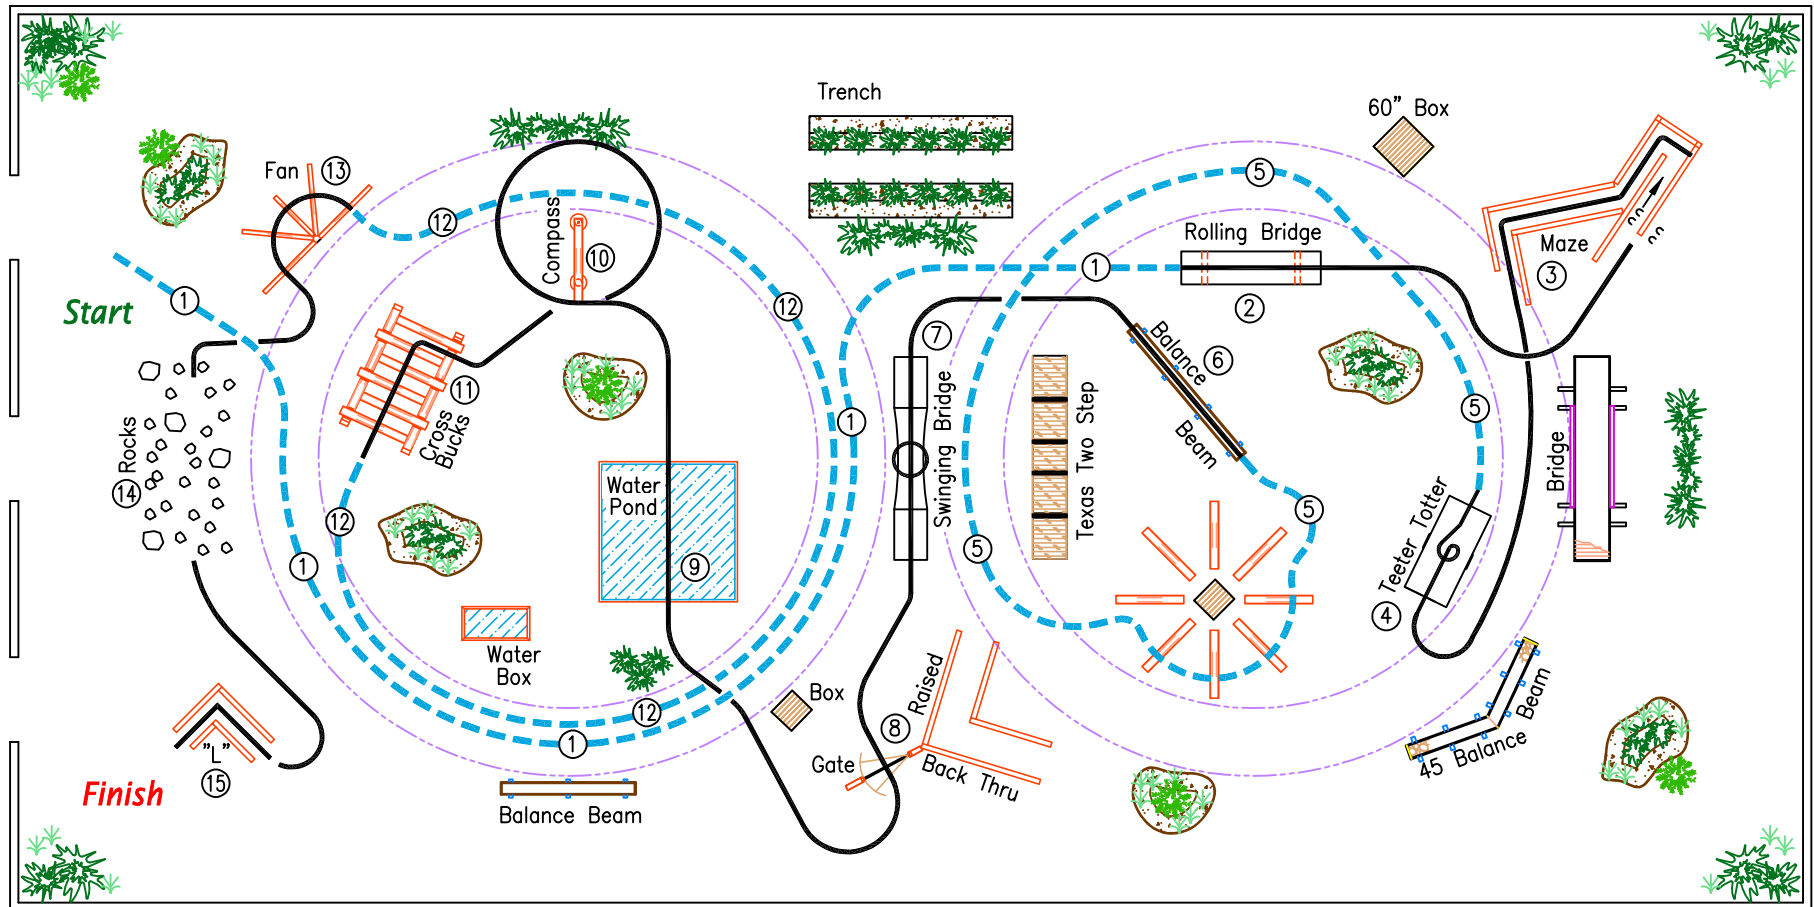 Trench
60” Box
Fan
13
12
5
Compass
10
Rolling Bridge
1
2
Maze
3
Start
1
12
7
Balance
Beam
6
11
Cross
Bucks
1
5
Rocks
14
Water
Pond
9
12
1
Swinging Bridge
Texas Two Step
5
5
Bridge
Teeter Totter
4
Water
Box
12
1
Box
Raised
8
Gate
Back Thru
45 Balance
Beam
"L"
15
Finish
Balance Beam